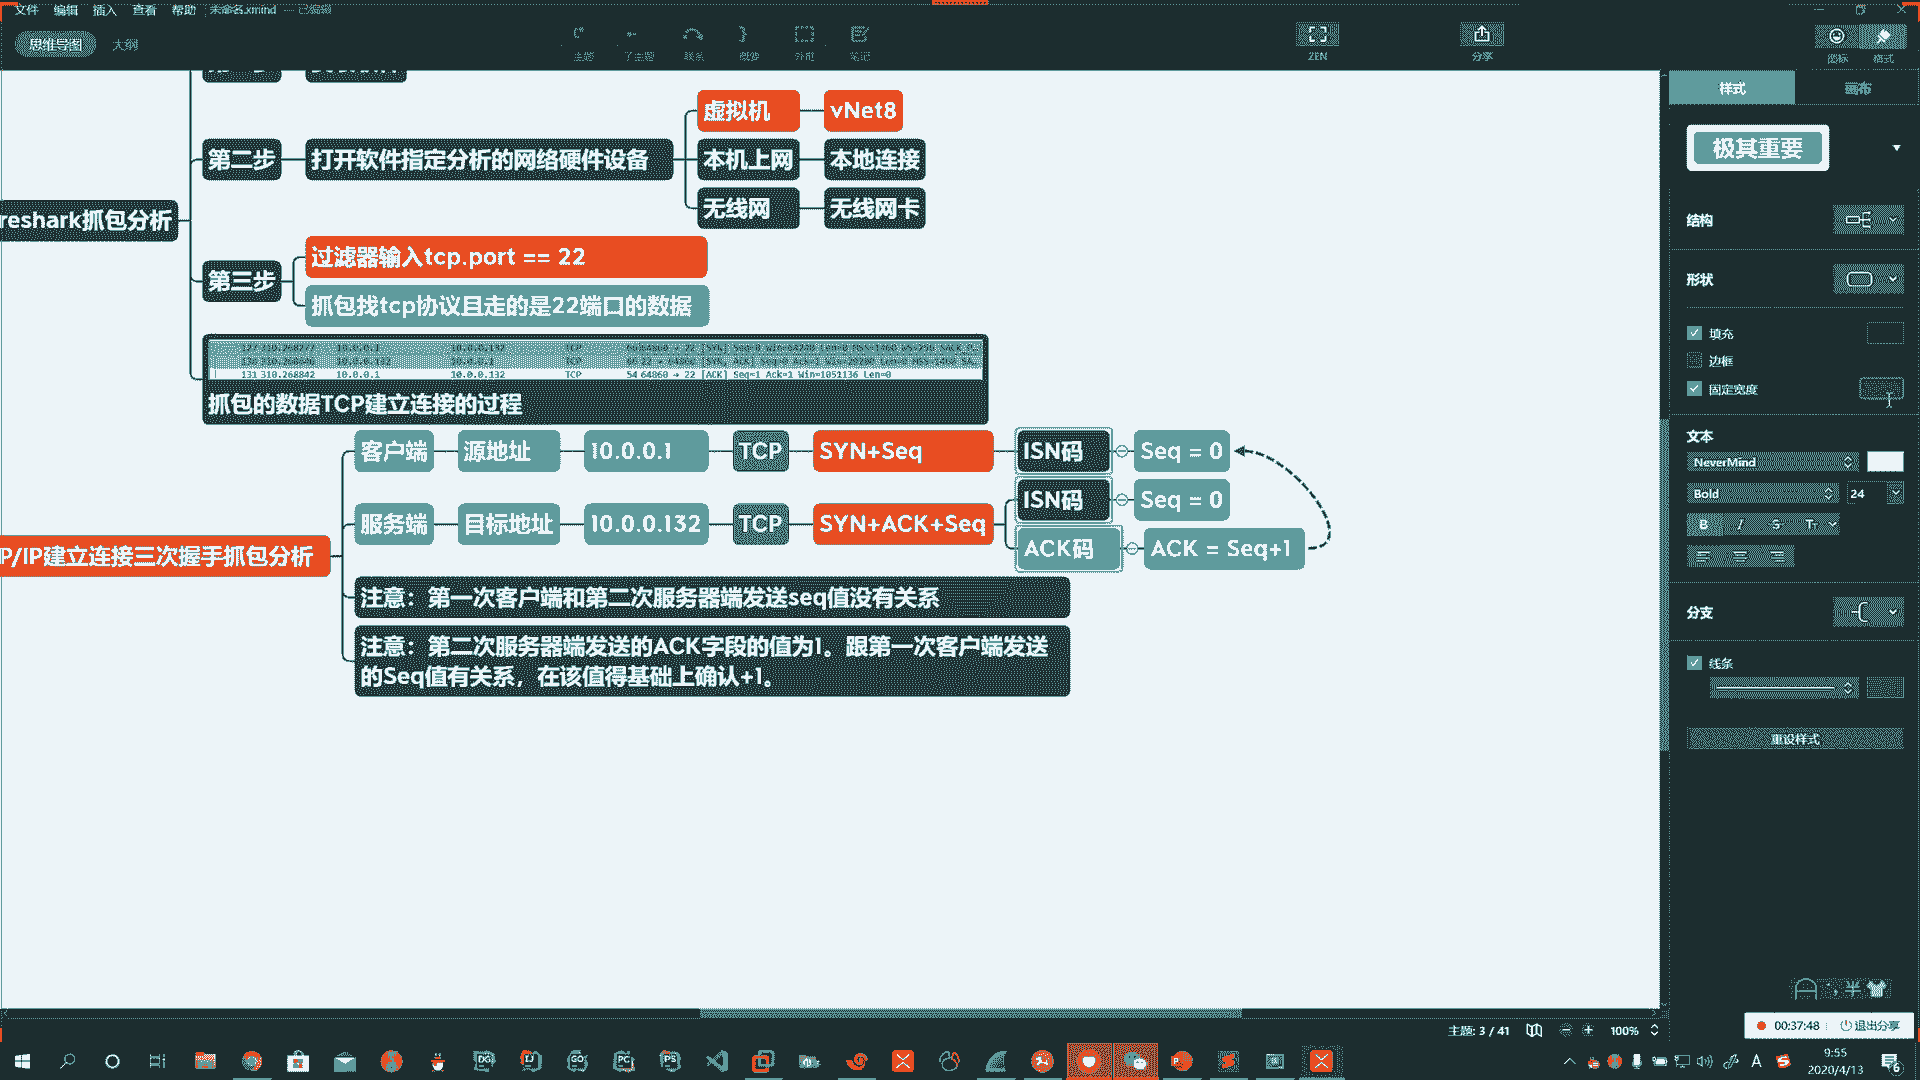 文件 编辑 插入 查看 帮助 未命名.xmind — 已编辑
思维导图 大纲
主题 子主题 联系 概要 外框 笔记 ZEN 分享 图标 格式
第二步 打开软件指定分析的网络硬件设备
虚拟机 vNet8
本机上网 本地连接
无线网 无线网卡
reshark抓包分析
第三步
过滤器输入tcp.port == 22
抓包找tcp协议且走的是22端口的数据
131 310.268842 10.0.0.1 10.0.0.132 TCP 54 64860 → 22 [ACK] Seq=1 Ack=1 Win=1051136 Len=0
抓包的数据TCP建立连接的过程
P/IP建立连接三次握手抓包分析
客户端 源地址 10.0.0.1 TCP SYN+Seq ISN码 Seq = 0
服务端 目标地址 10.0.0.132 TCP SYN+ACK+Seq
ISN码 Seq = 0
ACK码 ACK = Seq+1
注意：第一次客户端和第二次服务器端发送seq值没有关系
注意：第二次服务器端发送的ACK字段的值为1。跟第一次客户端发送
的Seq值有关系，在该值得基础上确认+1。
样式 画布
极其重要
结构
形状
填充
边框
固定宽度
文本
NeverMind
Bold 24
B I S T
分支
线条
重设样式
主题: 3 / 41 100%
00:37:48 退出分享
9:55
2020/4/13